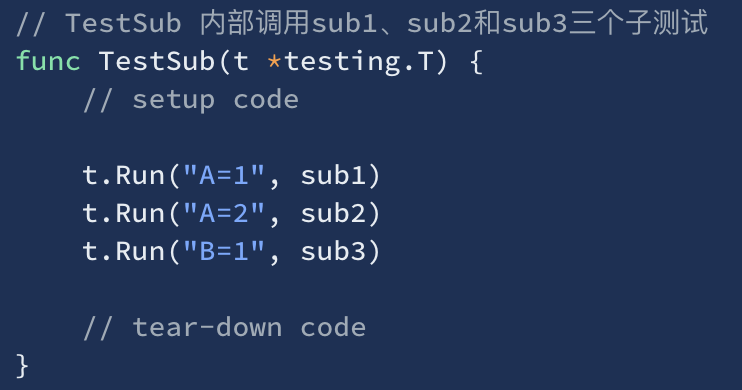 // TestSub 内部调用sub1、sub2和sub3三个子测试
func TestSub(t *testing.T) {
    // setup code

    t.Run("A=1", sub1)
    t.Run("A=2", sub2)
    t.Run("B=1", sub3)

    // tear-down code
}